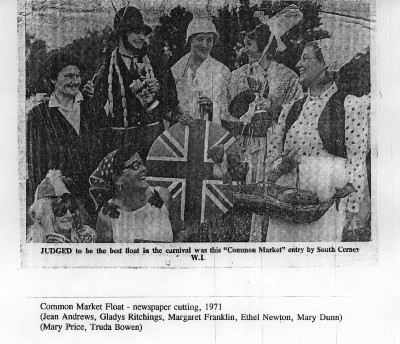 JUDGED to be the best float in the carnival was this "Common Market" entry by South Cerney
W.I.
Common Market Float - newspaper cutting, 1971
(Jean Andrews, Gladys Ritchings, Margaret Franklin, Ethel Newton, Mary Dunn)
(Mary Price, Truda Bowen)